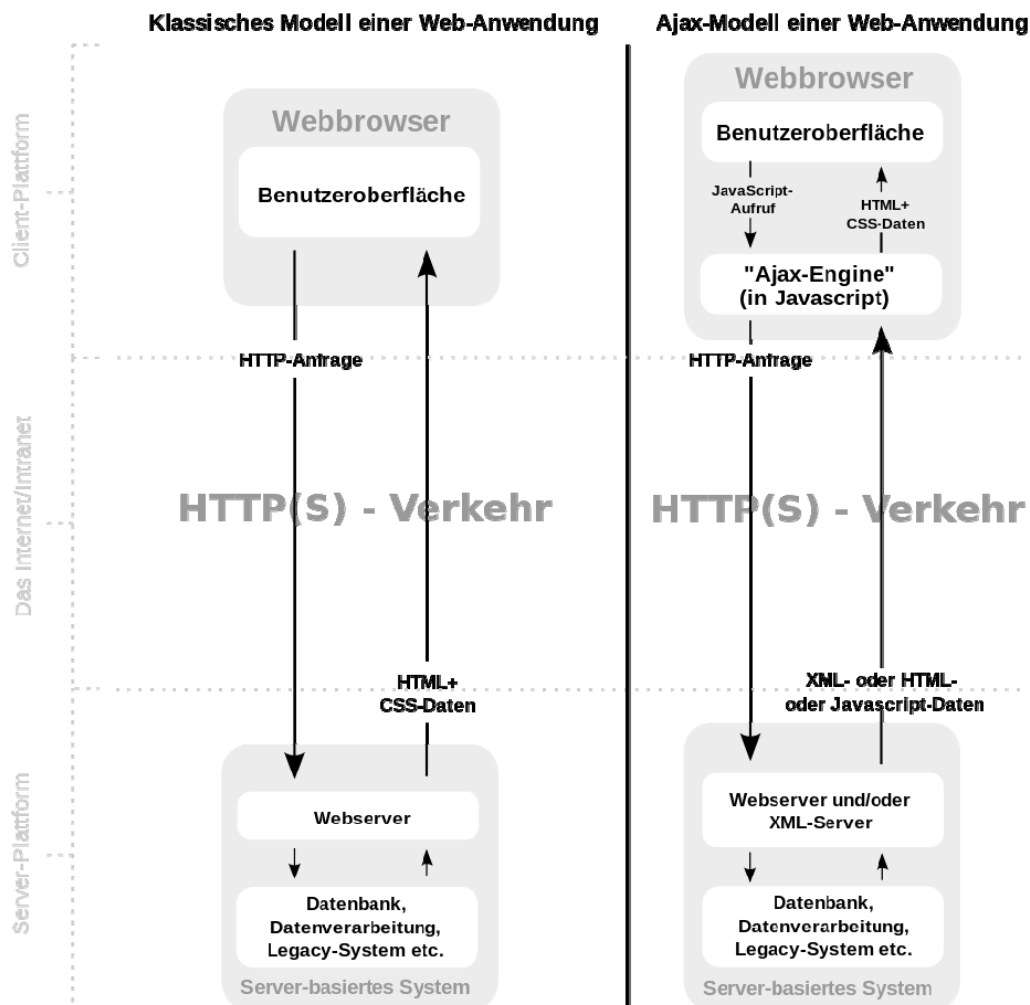 Klassisches Modell einer Web-Anwendung
Webbrowser
Benutzeroberfläche
HTTP-Anfrage
HTTP(S) - Verkehr
HTML+
CSS-Daten
Webserver
Datenbank,
Datenverarbeitung,
Legacy-System etc.
Server-basiertes System
Ajax-Modell einer Web-Anwendung
Webbrowser
Benutzeroberfläche
JavaScript-
Aufruf
HTML+
CSS-Daten
"Ajax-Engine"
(in Javascript)
HTTP-Anfrage
HTTP(S) - Verkehr
XML- oder HTML-
oder Javascript-Daten
Webserver und/oder
XML-Server
Datenbank,
Datenverarbeitung,
Legacy-System etc.
Server-basiertes System
Client-Plattform
Das Internet/Intranet
Server-Plattform